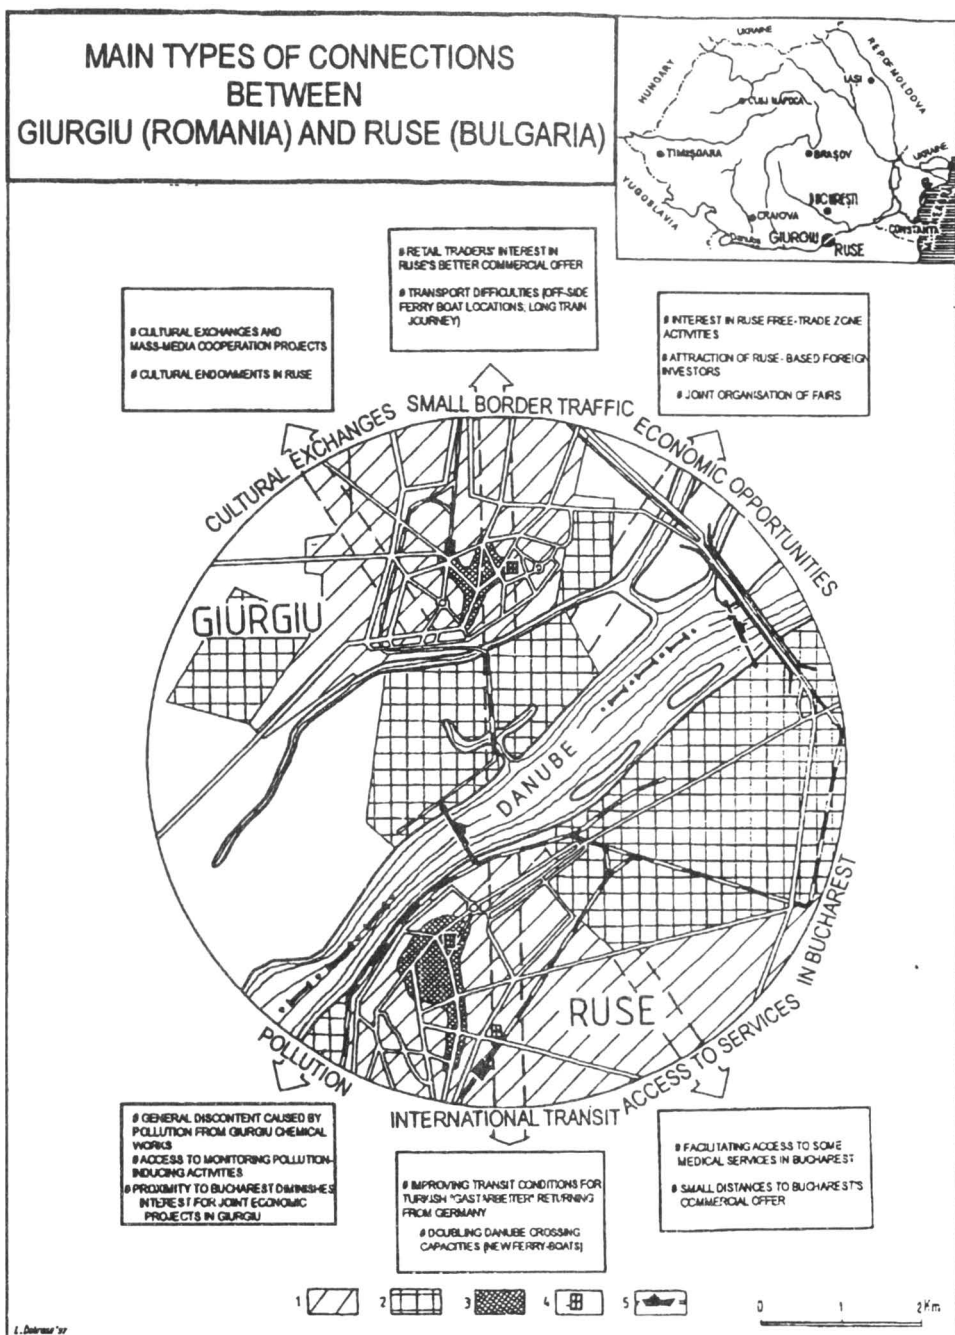 MAIN TYPES OF CONNECTIONS
BETWEEN
GIURGIU (ROMANIA) AND RUSE (BULGARIA)
UKRAINE
HUNGARY
REP.OF MOLDOVA
IAŞI
CLUJ NAPOCA
TIMIŞOARA
BRAŞOV
UKRAINE
YUGOSLAVIA
BUCUREŞTI
CRAIOVA
CONSTANTA
Danube
GIURGIU
RUSE
# RETAIL TRADERS' INTEREST IN
RUSE'S BETTER COMMERCIAL OFFER
# TRANSPORT DIFFICULTIES (OFF-SIDE
FERRY BOAT LOCATIONS, LONG TRAIN
JOURNEY)
# CULTURAL EXCHANGES AND
MASS-MEDIA COOPERATION PROJECTS
# CULTURAL ENDOWMENTS IN RUSE
# INTEREST IN RUSE FREE-TRADE ZONE
ACTIVITIES
# ATTRACTION OF RUSE-BASED FOREIGN
INVESTORS
# JOINT ORGANISATION OF FAIRS
CULTURAL EXCHANGES
SMALL BORDER TRAFFIC
ECONOMIC OPPORTUNITIES
GIURGIU
DANUBE
RUSE
POLLUTION
INTERNATIONAL TRANSIT
ACCESS TO SERVICES IN BUCHAREST
# GENERAL DISCONTENT CAUSED BY
POLLUTION FROM GIURGIU CHEMICAL
WORKS
# ACCESS TO MONITORING POLLUTION-
INDUCING ACTIVITIES
# PROXIMITY TO BUCHAREST DIMINISHES
INTEREST FOR JOINT ECONOMIC
PROJECTS IN GIURGIU
# IMPROVING TRANSIT CONDITIONS FOR
TURKISH "GASTARBEITER" RETURNING
FROM GERMANY
# DOUBLING DANUBE CROSSING
CAPACITIES (NEW FERRY-BOATS)
# FACILITATING ACCESS TO SOME
MEDICAL SERVICES IN BUCHAREST
# SMALL DISTANCES TO BUCHAREST'S
COMMERCIAL OFFER
1 2 3 4 5
0 1 2 Km